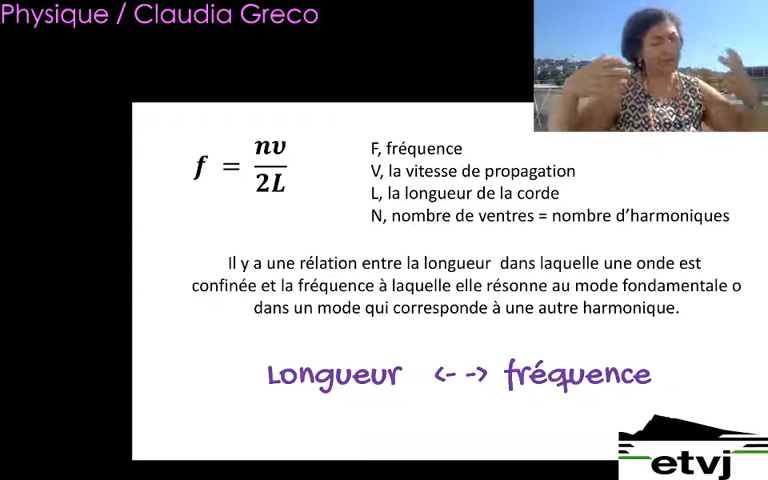 Physique / Claudia Greco
f = nv / 2L
F, fréquence
V, la vitesse de propagation
L, la longueur de la corde
N, nombre de ventres = nombre d'harmoniques
Il y a une rélation entre la longueur dans laquelle une onde est
confinée et la fréquence à laquelle elle résonne au mode fondamentale o
dans un mode qui corresponde à une autre harmonique.
Longueur <- -> fréquence
etvj